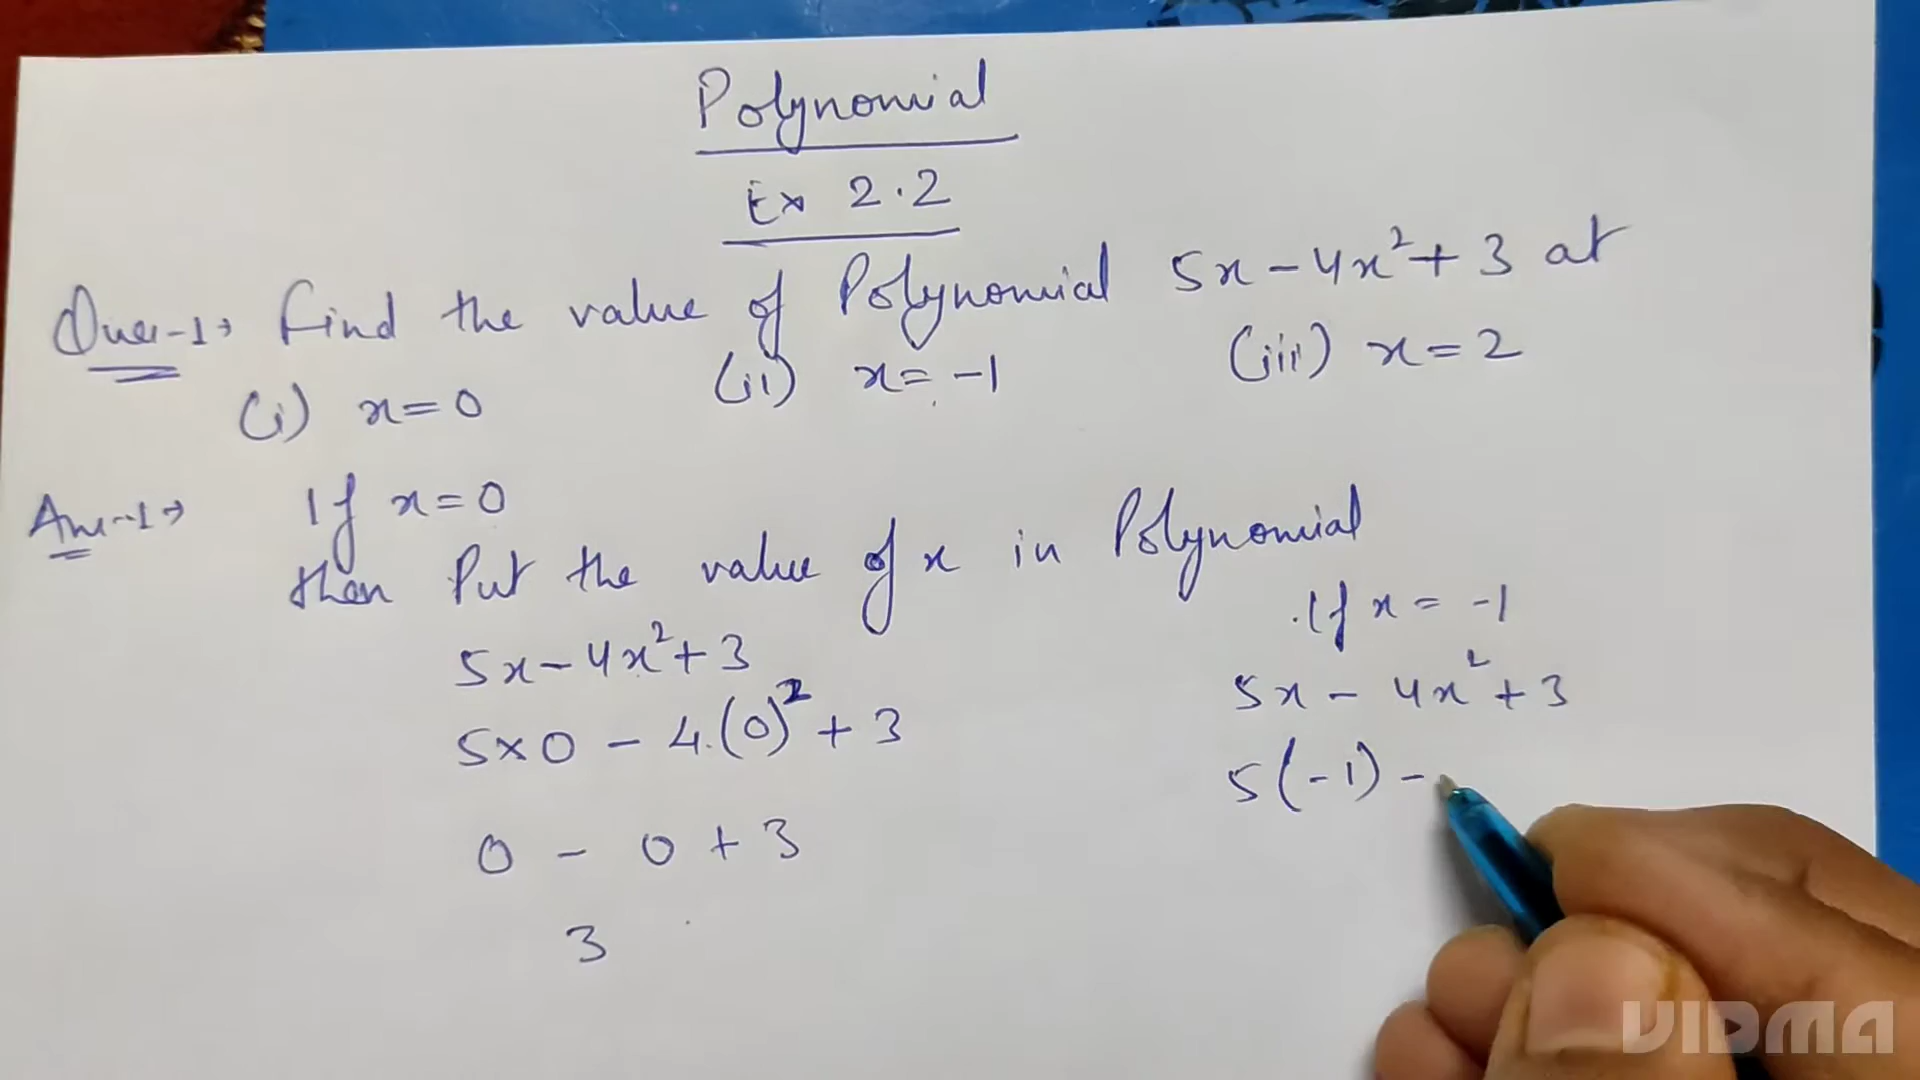 Polynomial
Ex 2.2
Ques-1→ Find the value of Polynomial 5x - 4x² + 3 at
(i) x=0 (ii) x= -1 (iii) x=2
Ans-1→ If x=0
then Put the value of x in Polynomial
5x - 4x² + 3
5×0 - 4.(0)² + 3
0 - 0 + 3
3
.If x = -1
5x - 4x² + 3
5(-1) -
VIDMA